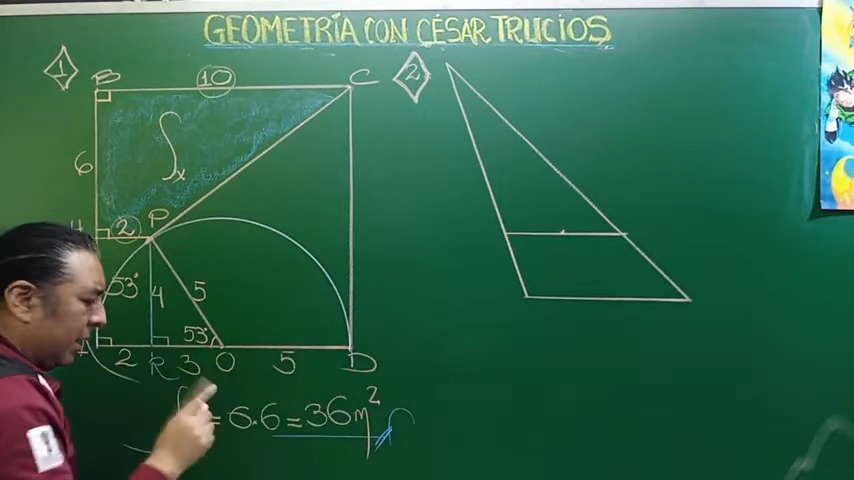 GEOMETRÍA CON CÉSAR TRUCIOS
1
B
10
C
2
6
Sx
2
P
53°
4
5
53°
2
R
3
O
5
D
= 6·6 = 36m²